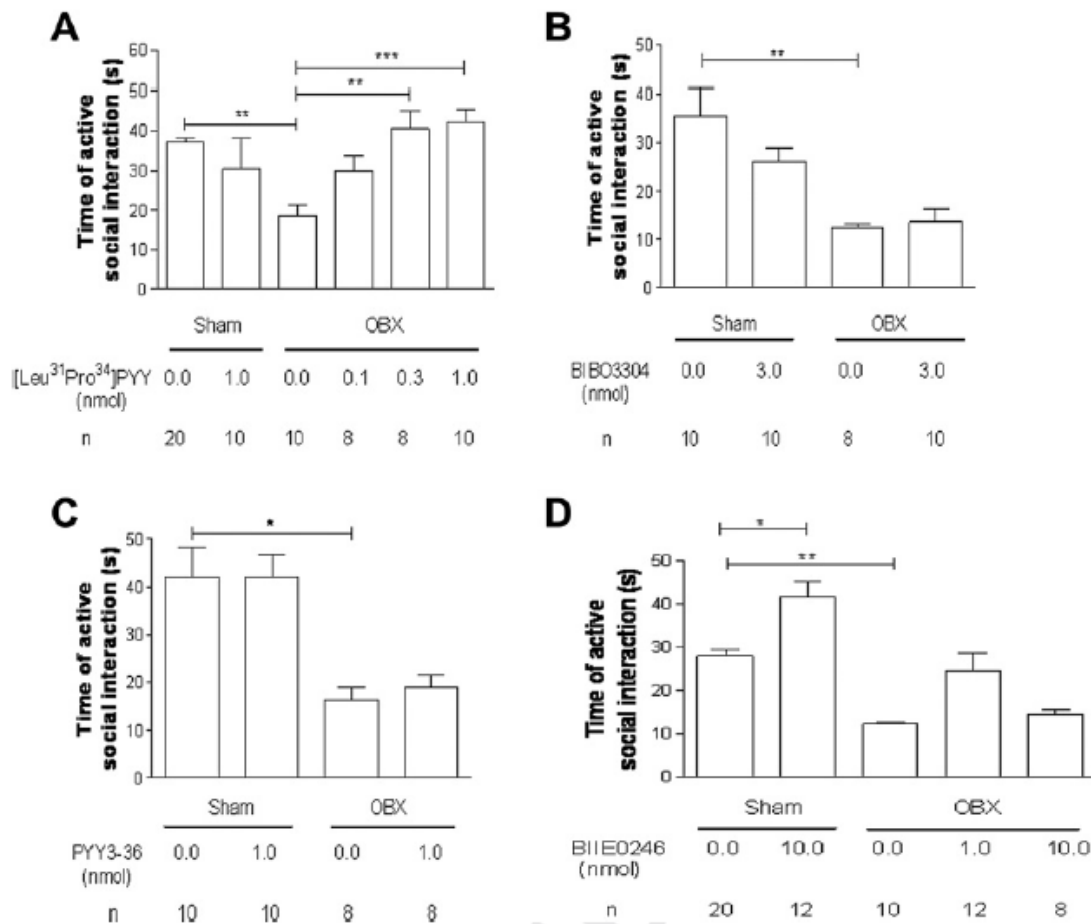 A
Time of active
social interaction (s)
60
50
40
30
20
10
0
**
**
***
Sham OBX
[Leu31Pro34]PYY
(nmol)
0.0 1.0 0.0 0.1 0.3 1.0
n 20 10 10 8 8 10
B
Time of active
social interaction (s)
50
40
30
20
10
0
**
Sham OBX
BIBO3304
(nmol)
0.0 3.0 0.0 3.0
n 10 10 8 10
C
Time of active
social interaction (s)
50
40
30
20
10
0
*
Sham OBX
PYY3-36
(nmol)
0.0 1.0 0.0 1.0
n 10 10 8 8
D
Time of active
social interaction (s)
50
40
30
20
10
0
*
**
Sham OBX
BIIE0246
(nmol)
0.0 10.0 0.0 1.0 10.0
n 20 12 10 12 8